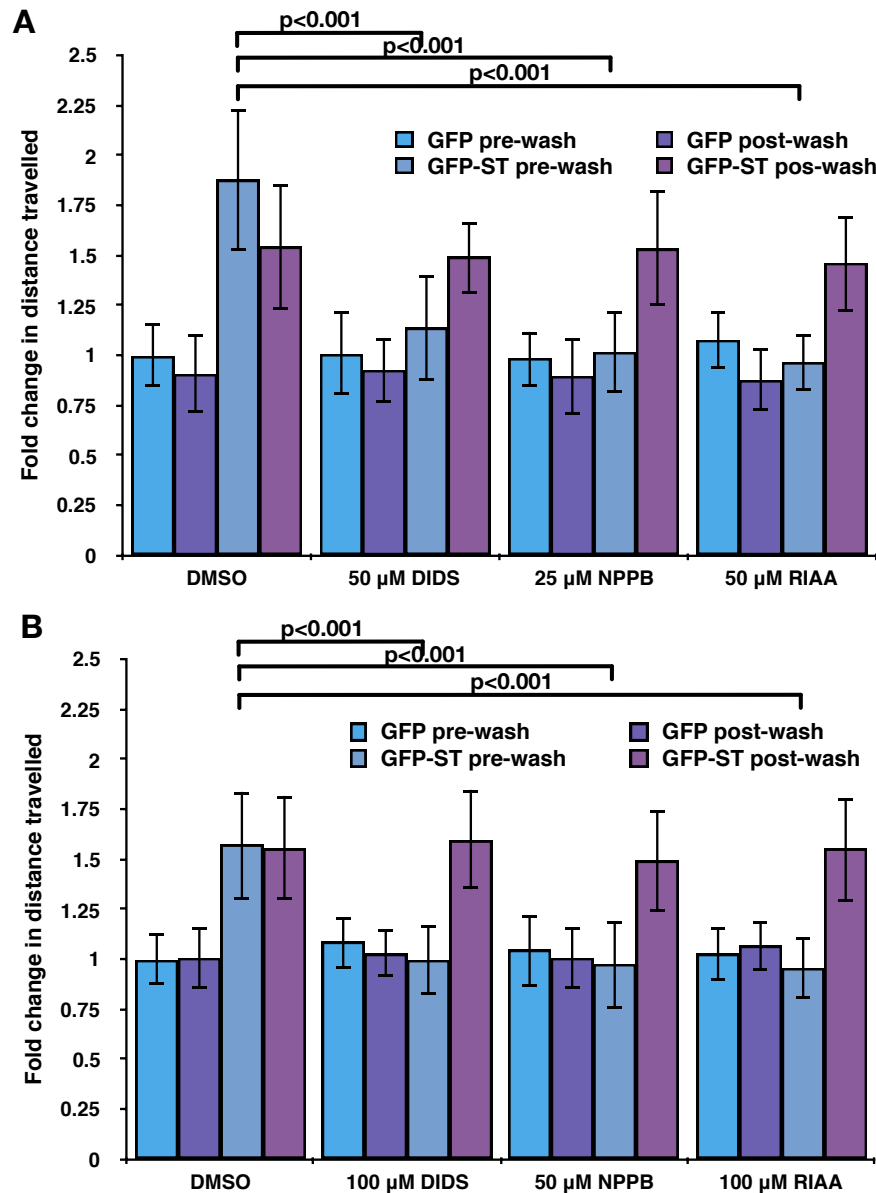 A
p<0.001
p<0.001
p<0.001
2.5
2.25
2
1.75
1.5
1.25
1
0.75
0.5
0.25
0
Fold change in distance travelled
GFP pre-wash GFP post-wash
GFP-ST pre-wash GFP-ST pos-wash
DMSO 50 µM DIDS 25 µM NPPB 50 µM RIAA
B
p<0.001
p<0.001
p<0.001
2.5
2.25
2
1.75
1.5
1.25
1
0.75
0.5
0.25
0
Fold change in distance travelled
GFP pre-wash GFP post-wash
GFP-ST pre-wash GFP-ST post-wash
DMSO 100 µM DIDS 50 µM NPPB 100 µM RIAA